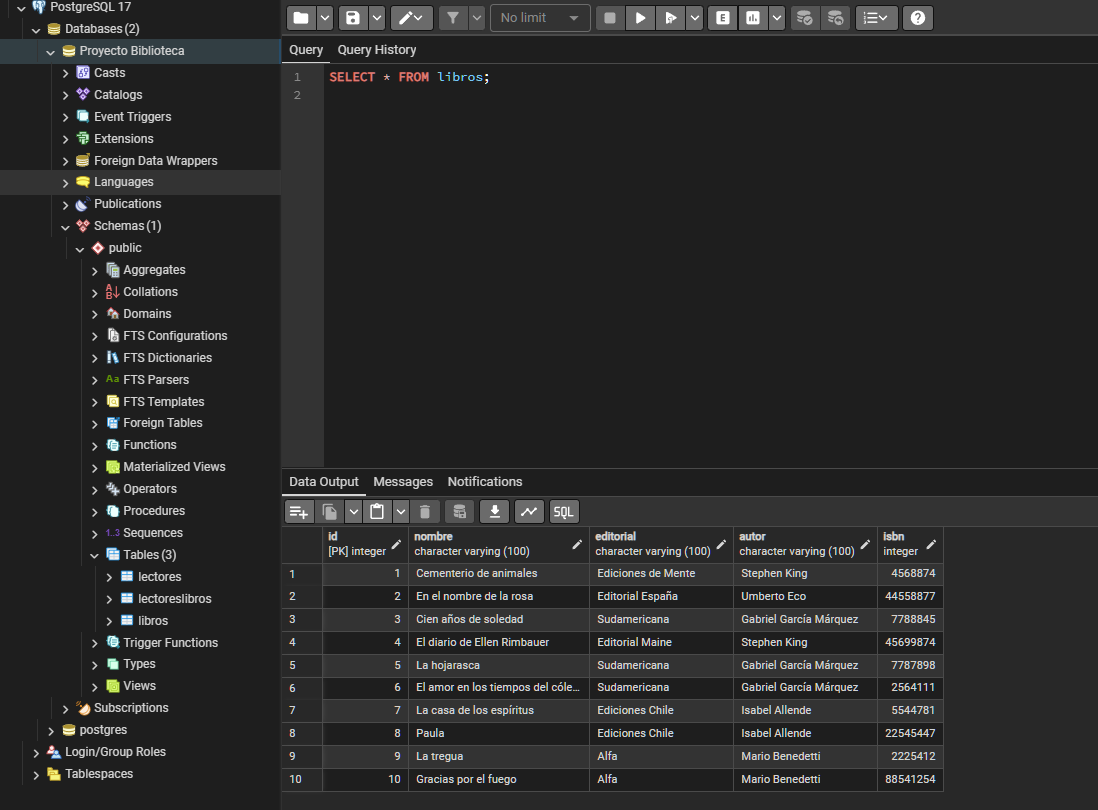 PostgreSQL 17
Databases (2)
Proyecto Biblioteca
Casts
Catalogs
Event Triggers
Extensions
Foreign Data Wrappers
Languages
Publications
Schemas (1)
public
Aggregates
Collations
Domains
FTS Configurations
FTS Dictionaries
Aa FTS Parsers
FTS Templates
Foreign Tables
Functions
Materialized Views
Operators
Procedures
1..3 Sequences
Tables (3)
lectores
lectoreslibros
libros
Trigger Functions
Types
Views
Subscriptions
postgres
Login/Group Roles
Tablespaces
No limit
E
Query Query History
1 SELECT * FROM libros;
2
Data Output Messages Notifications
SQL
id nombre editorial autor isbn
[PK] integer character varying (100) character varying (100) character varying (100) integer
1 1 Cementerio de animales Ediciones de Mente Stephen King 4568874
2 2 En el nombre de la rosa Editorial España Umberto Eco 44558877
3 3 Cien años de soledad Sudamericana Gabriel García Márquez 7788845
4 4 El diario de Ellen Rimbauer Editorial Maine Stephen King 45699874
5 5 La hojarasca Sudamericana Gabriel García Márquez 7787898
6 6 El amor en los tiempos del cóle... Sudamericana Gabriel García Márquez 2564111
7 7 La casa de los espíritus Ediciones Chile Isabel Allende 5544781
8 8 Paula Ediciones Chile Isabel Allende 22545447
9 9 La tregua Alfa Mario Benedetti 2225412
10 10 Gracias por el fuego Alfa Mario Benedetti 88541254